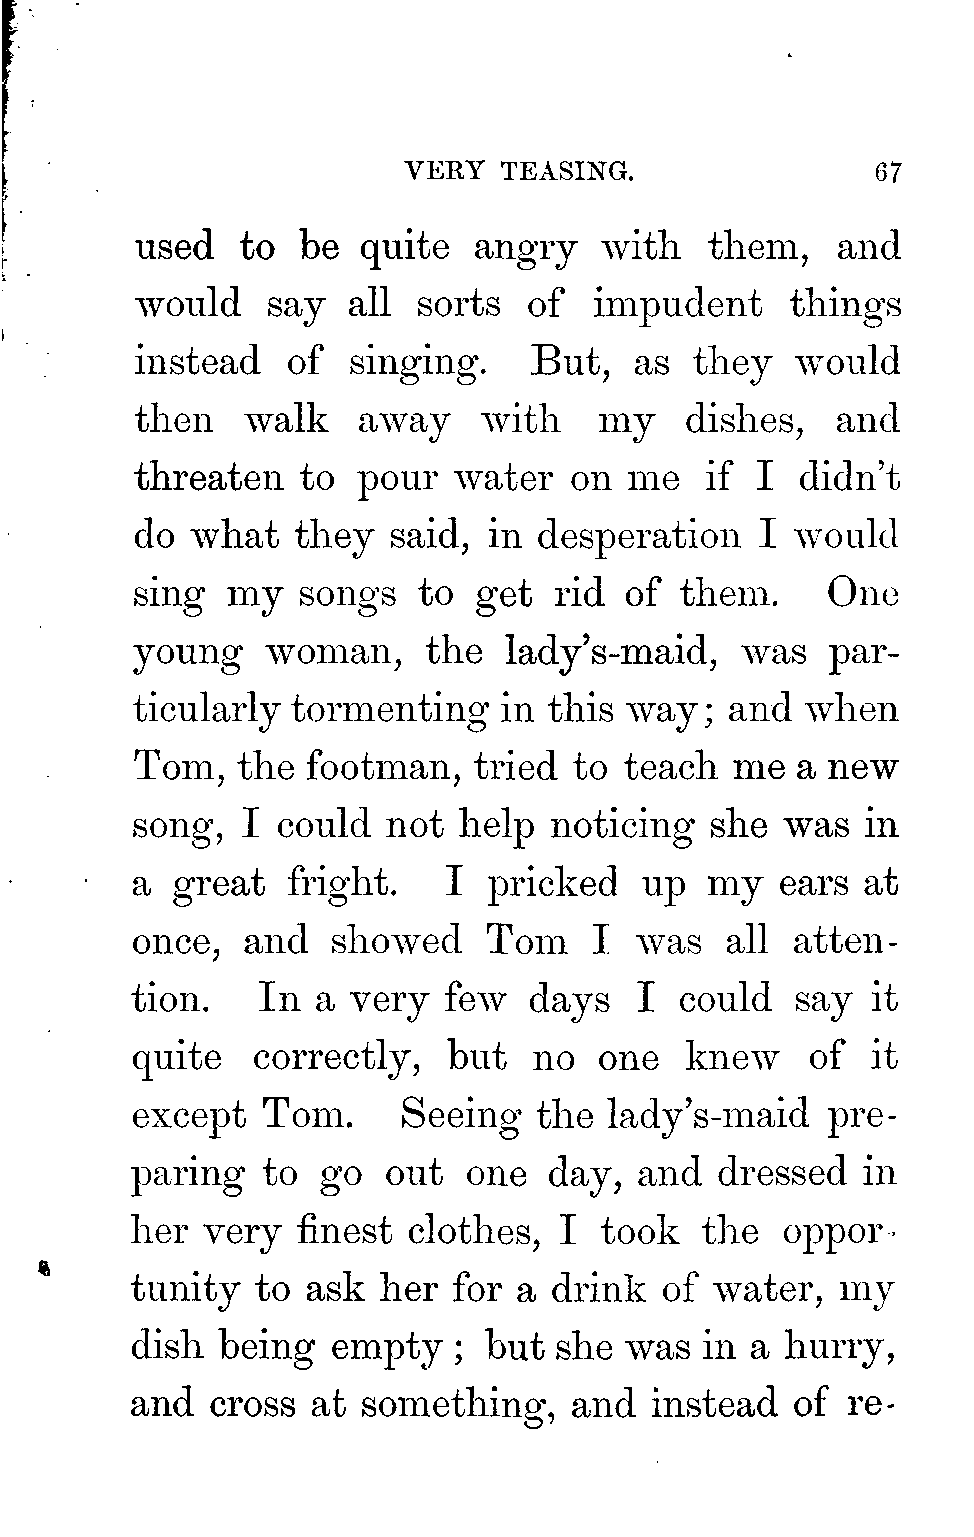 VERY TEASING. 67
used to be quite angry with them, and
would say all sorts of impudent things
instead of singing. But, as they would
then walk away with my dishes, and
threaten to pour water on me if I didn't
do what they said, in desperation I would
sing my songs to get rid of them. One
young woman, the lady's-maid, was par-
ticularly tormenting in this way; and when
Tom, the footman, tried to teach me a new
song, I could not help noticing she was in
a great fright. I pricked up my ears at
once, and showed Tom I was all atten-
tion. In a very few days I could say it
quite correctly, but no one knew of it
except Tom. Seeing the lady's-maid pre-
paring to go out one day, and dressed in
her very finest clothes, I took the oppor-
tunity to ask her for a drink of water, my
dish being empty; but she was in a hurry,
and cross at something, and instead of re-